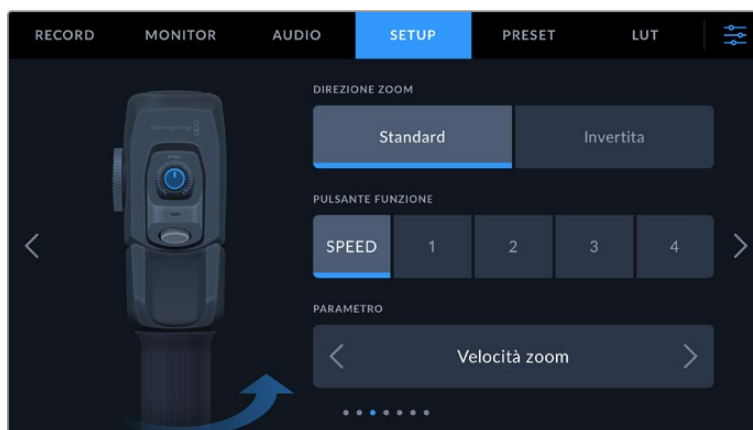 RECORD MONITOR AUDIO SETUP PRESET LUT
DIREZIONE ZOOM
Standard Invertita
PULSANTE FUNZIONE
SPEED 1 2 3 4
PARAMETRO
Velocità zoom